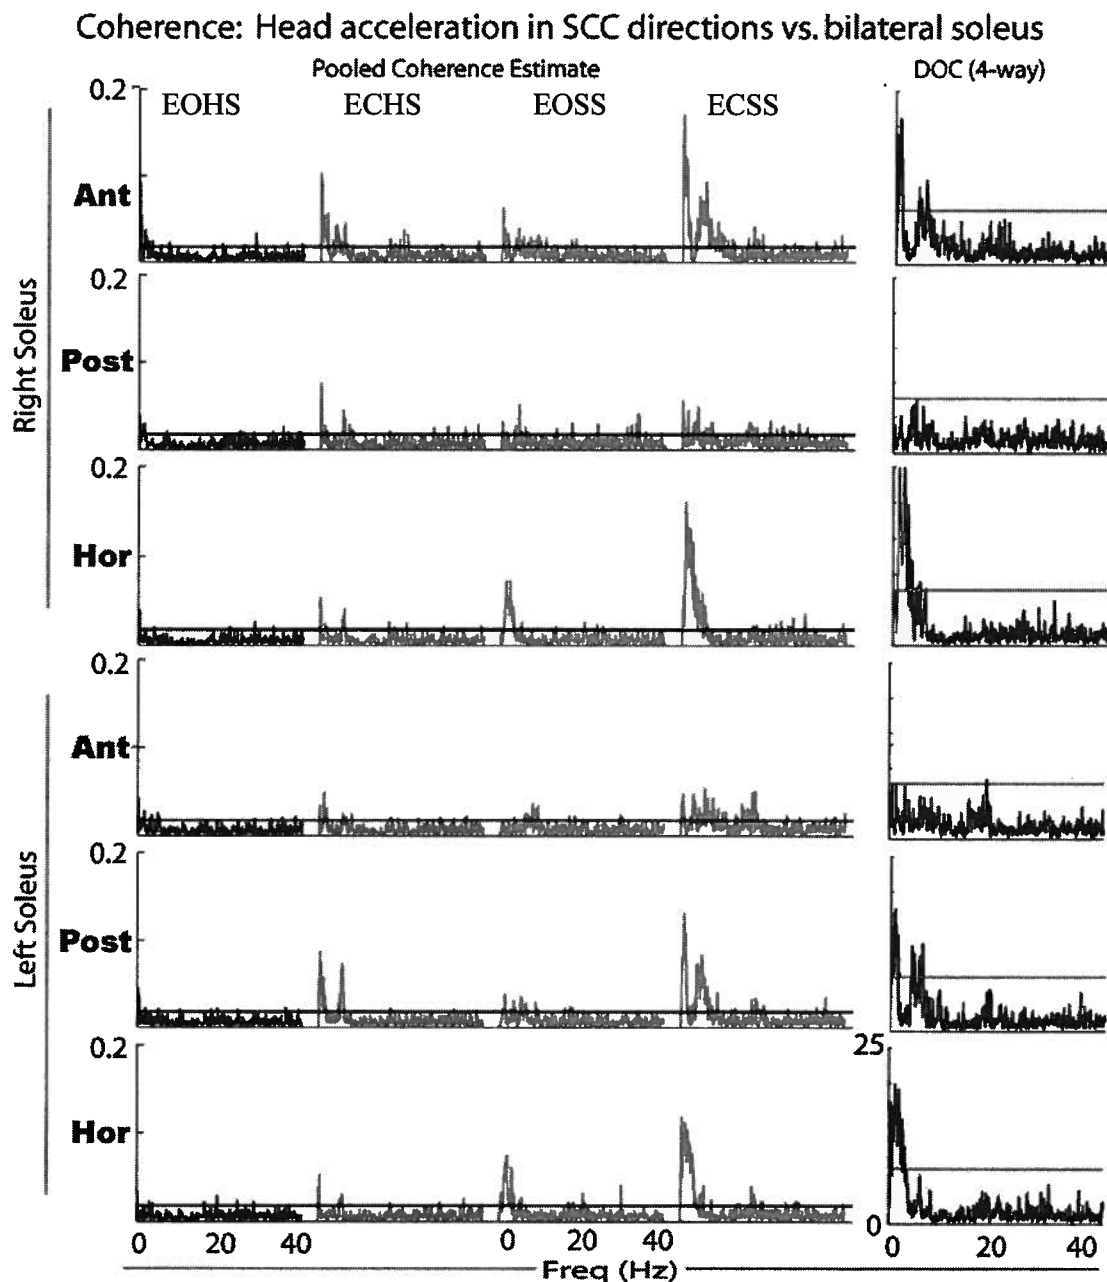 Coherence: Head acceleration in SCC directions vs. bilateral soleus
Pooled Coherence Estimate DOC (4-way)
0.2 EOHS ECHS EOSS ECSS
Right Soleus
Ant
0.2
Post
0.2
Hor
0.2
Left Soleus
Ant
0.2
Post
0.2 25
Hor
0
0 20 40 0 20 40 0 20 40
Freq (Hz)